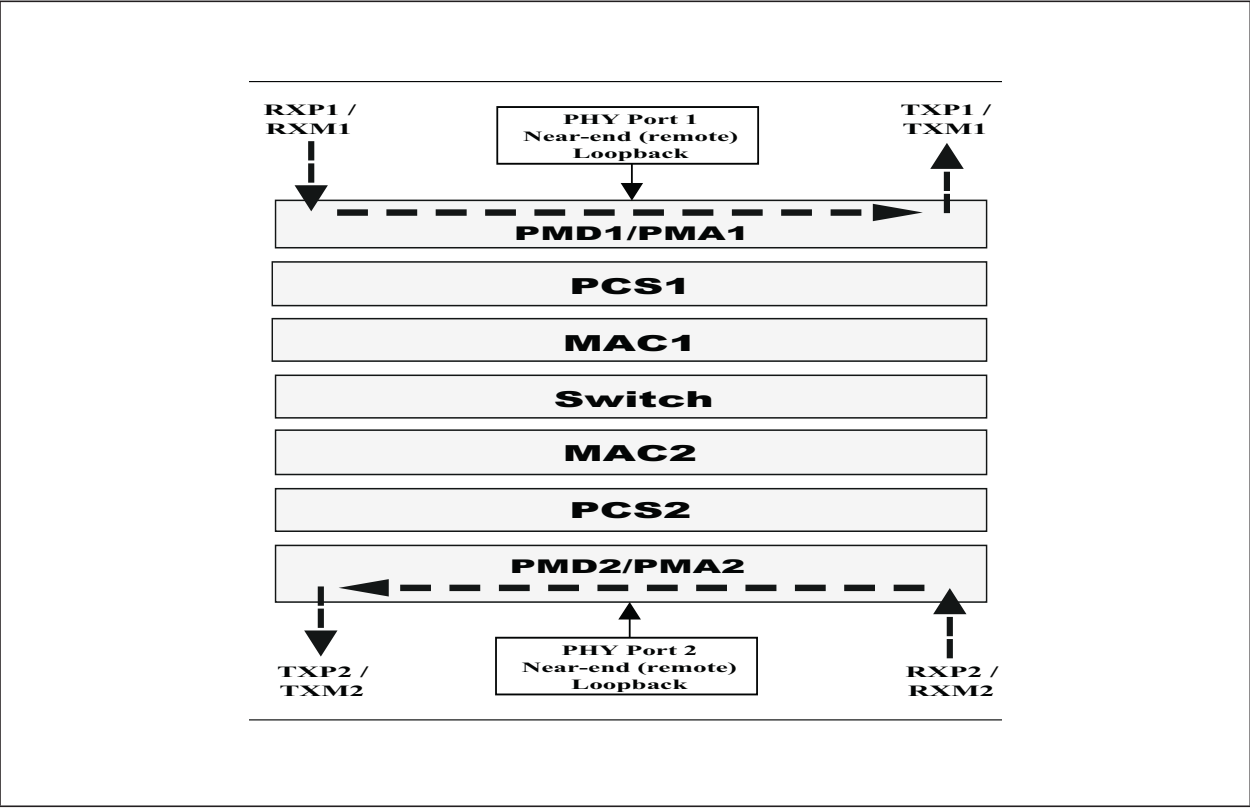 RXP1 /
RXM1
PHY Port 1
Near-end (remote)
Loopback
TXP1 /
TXM1
PMD1/PMA1
PCS1
MAC1
Switch
MAC2
PCS2
PMD2/PMA2
TXP2 /
TXM2
PHY Port 2
Near-end (remote)
Loopback
RXP2 /
RXM2